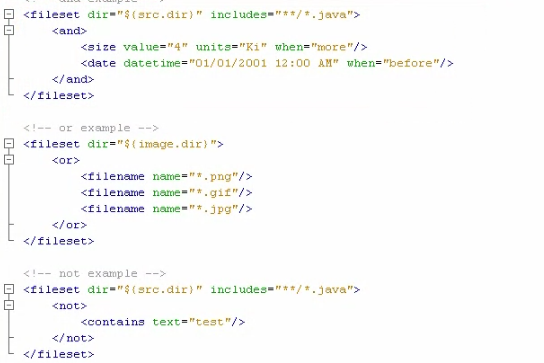 <!-- and example -->
<fileset dir="${src.dir}" includes="**/*.java">
<and>
<size value="4" units="Ki" when="more"/>
<date datetime="01/01/2001 12:00 AM" when="before"/>
</and>
</fileset>
<!-- or example -->
<fileset dir="${image.dir}">
<or>
<filename name="*.png"/>
<filename name="*.gif"/>
<filename name="*.jpg"/>
</or>
</fileset>
<!-- not example -->
<fileset dir="${src.dir}" includes="**/*.java">
<not>
<contains text="test"/>
</not>
</fileset>